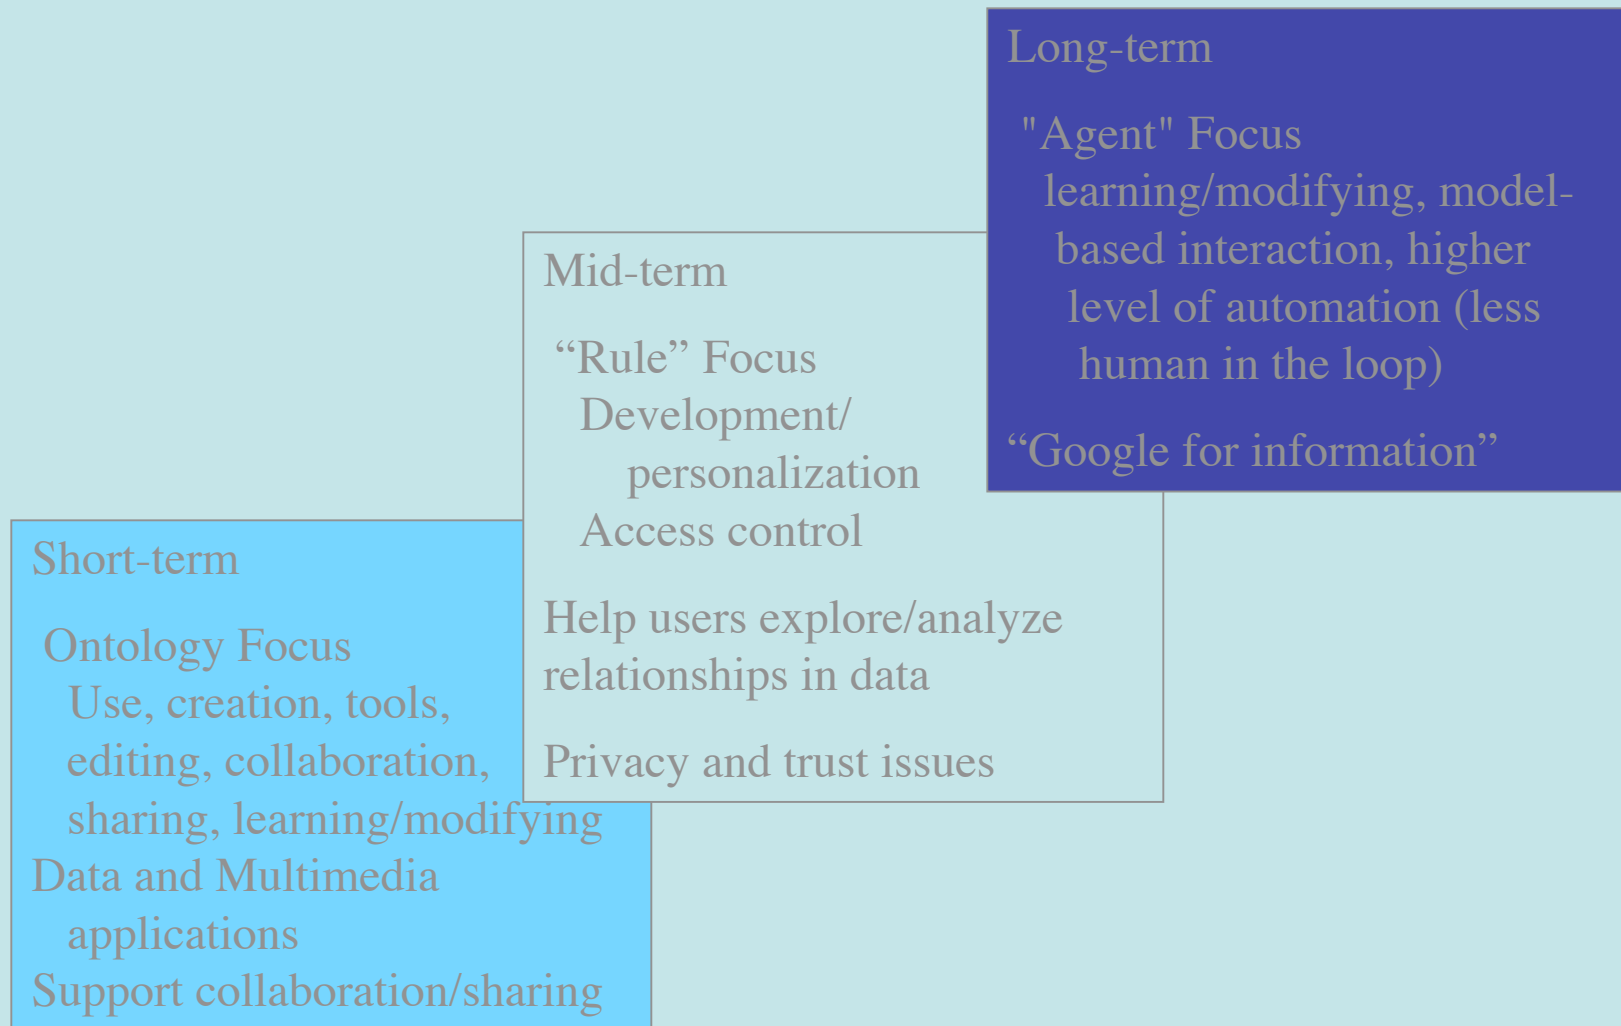 Long-term
"Agent" Focus
learning/modifying, model-
based interaction, higher
level of automation (less
human in the loop)
“Google for information”
Mid-term
“Rule” Focus
Development/
personalization
Access control
Help users explore/analyze
relationships in data
Privacy and trust issues
Short-term
Ontology Focus
Use, creation, tools,
editing, collaboration,
sharing, learning/modifying
Data and Multimedia
applications
Support collaboration/sharing